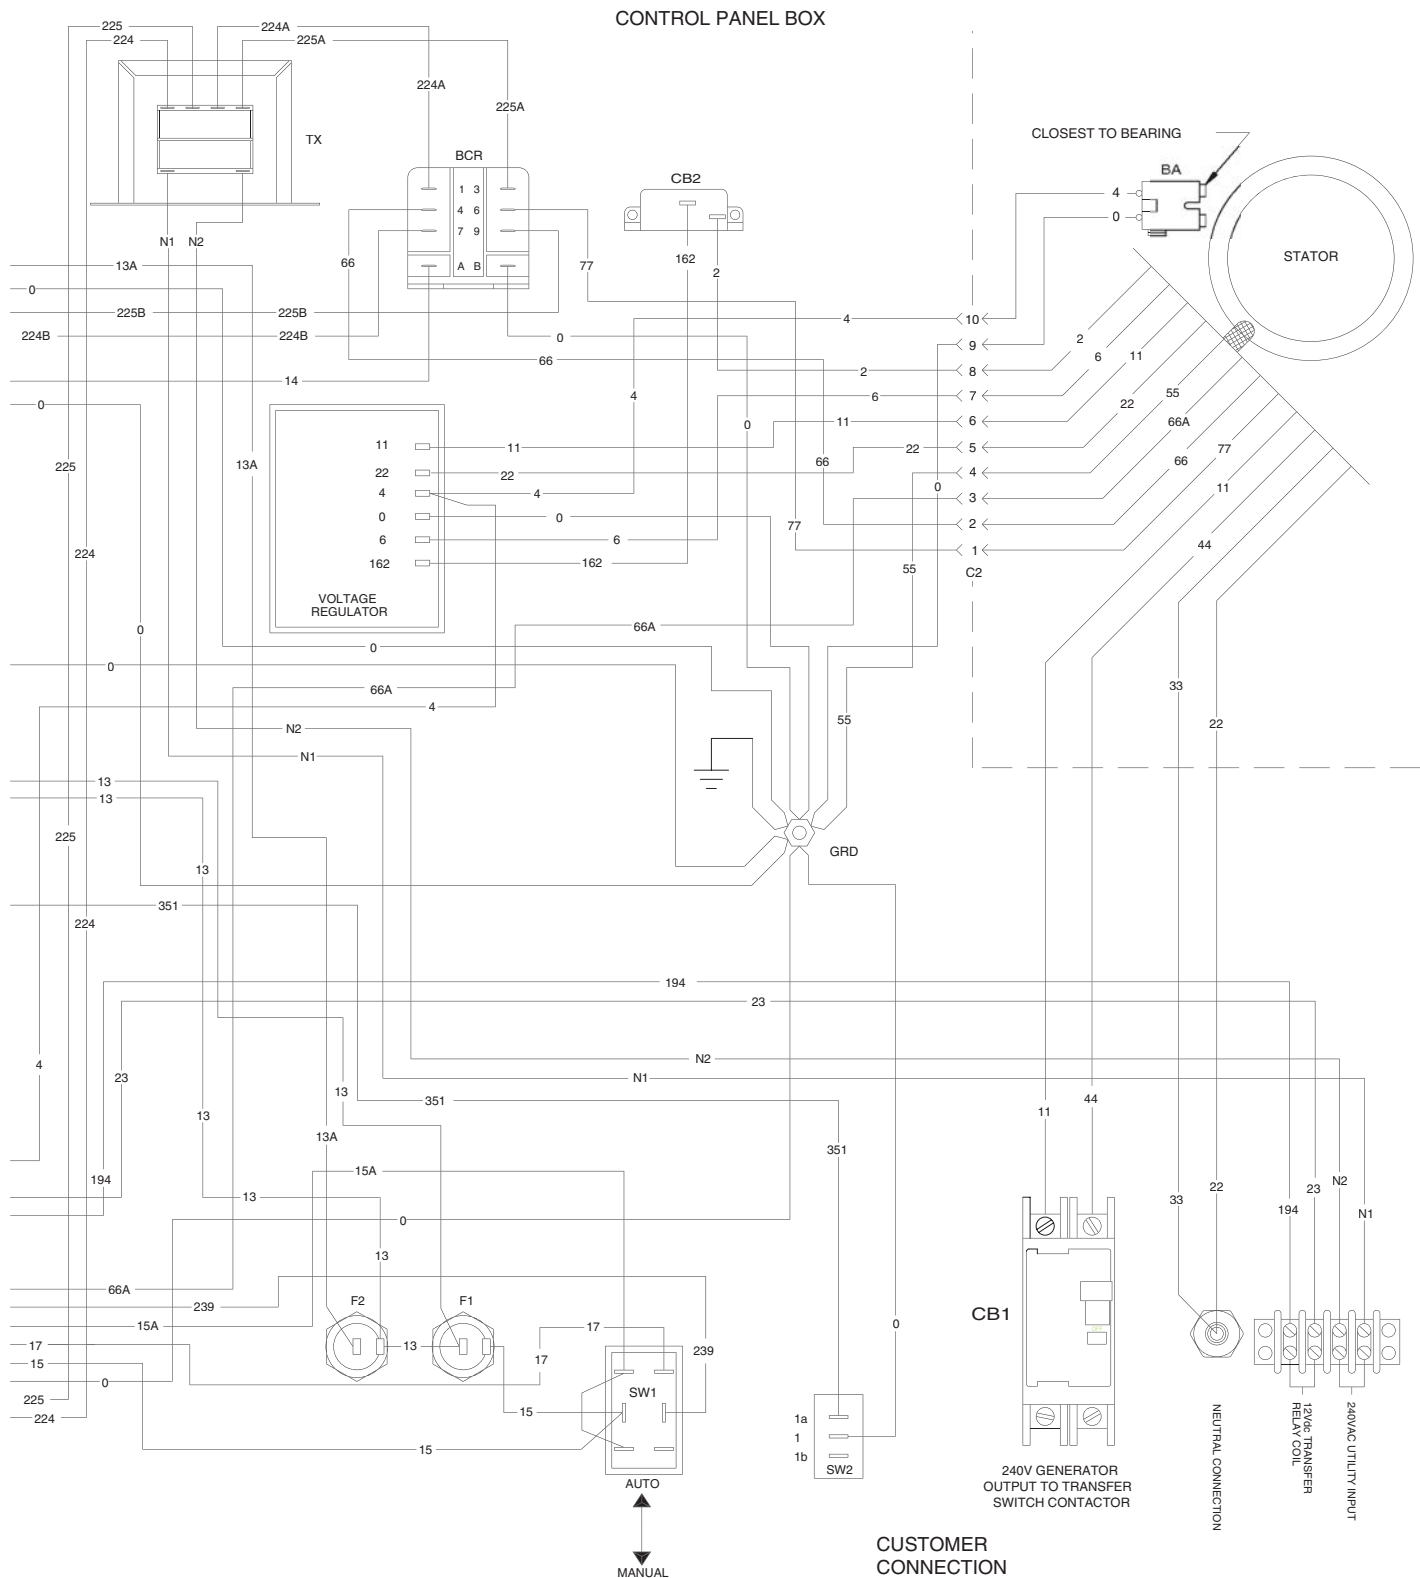 CONTROL PANEL BOX
225
224A
224
225A
224A
225A
CLOSEST TO BEARING
TX
BCR
CB2
BA
1 3
4 6
7 9
A B
4
0
N1
N2
STATOR
13A
66
77
162
2
0
225B
225B
4
10
224B
224B
0
9
2
6
11
66
2
8
14
4
6
7
55
22
0
0
11
6
66A
11
11
22
5
77
225
13A
22
22
66
4
66
4
4
0
3
11
0
0
77
2
224
6
6
44
1
162
162
55
C2
VOLTAGE
REGULATOR
0
66A
0
0
66A
33
4
55
22
N2
N1
13
13
225
GRD
13
351
224
194
23
N2
4
23
N1
13
351
44
11
13
13A
351
15A
194
N2
22
23
13
33
194
N1
0
13
66A
239
F2
F1
CB1
OFF
15A
17
0
17
13
17
239
15
0
SW1
225
15
1a
224
1
15
1b
SW2
240V GENERATOR
OUTPUT TO TRANSFER
SWITCH CONTACTOR
NEUTRAL CONNECTION
12Vdc TRANSFER
RELAY COIL
240VAC UTILITY INPUT
AUTO
MANUAL
CUSTOMER
CONNECTION